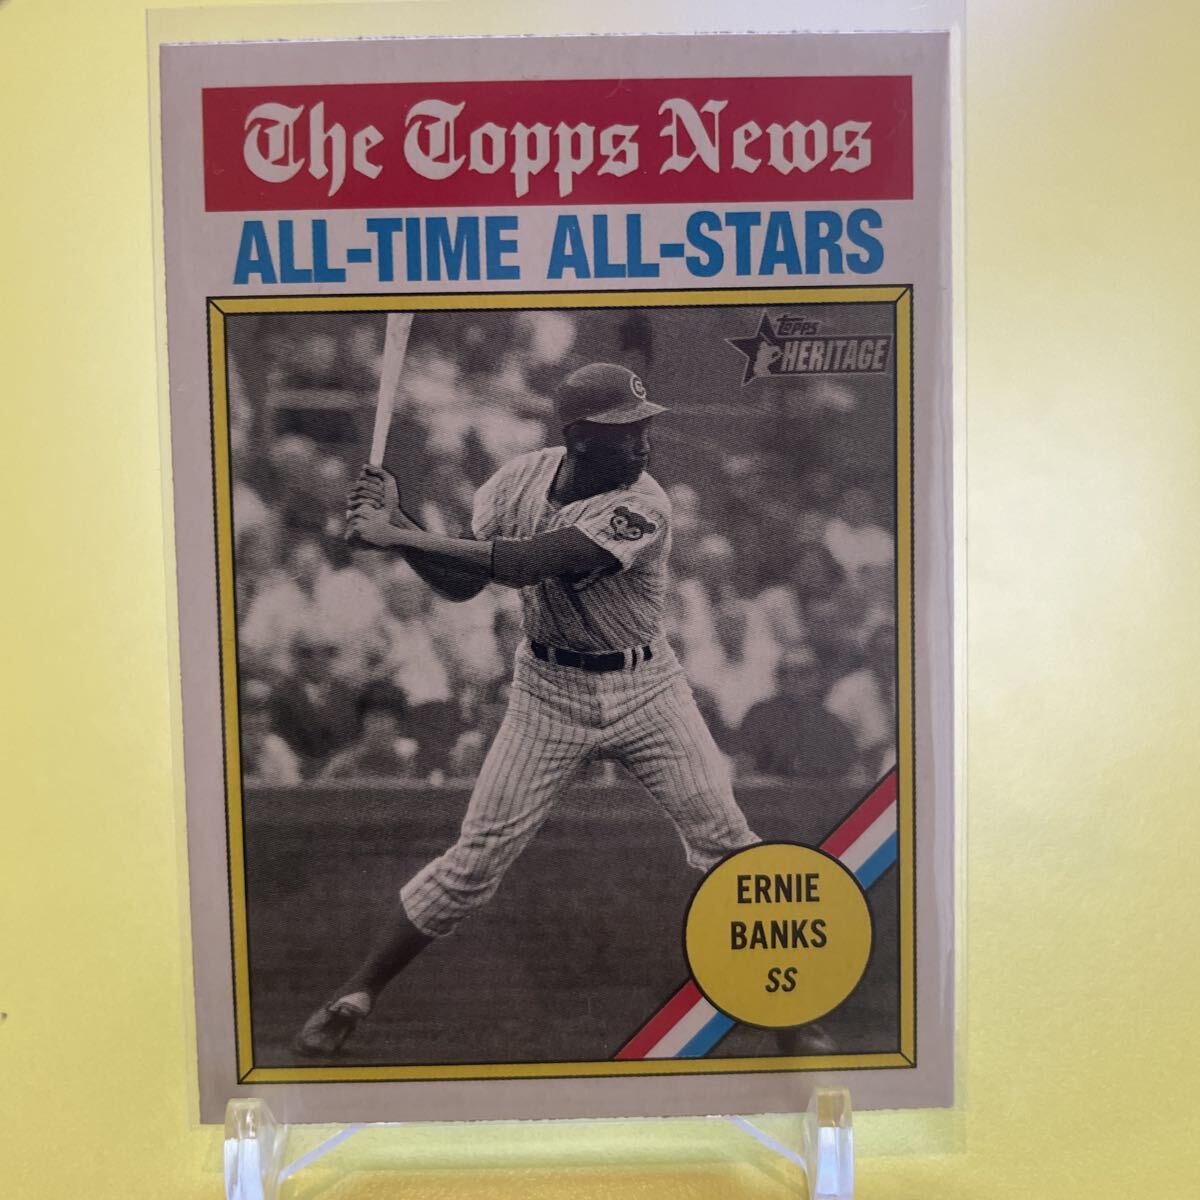 The Topps News
ALL-TIME ALL-STARS
TOPPS
HERITAGE
C
ERNIE
BANKS
SS